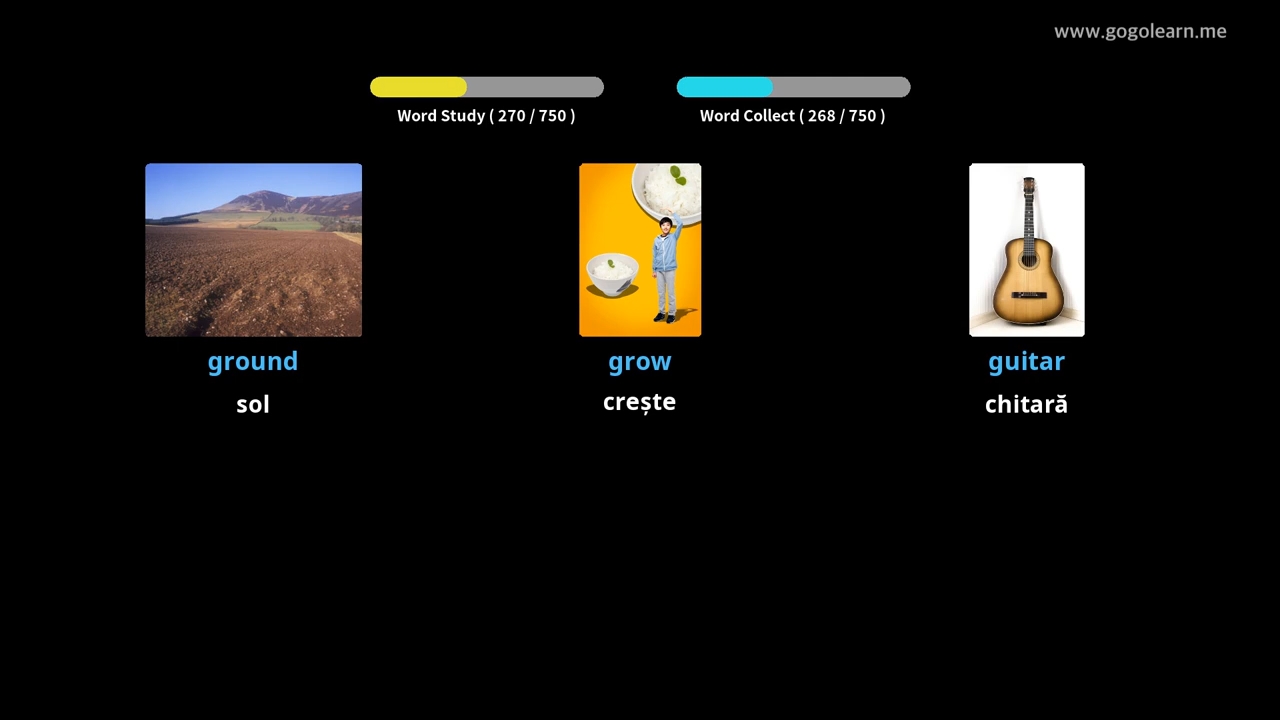 www.gogolearn.me
Word Study ( 270 / 750 )
Word Collect ( 268 / 750 )
ground
grow
guitar
sol
crește
chitară